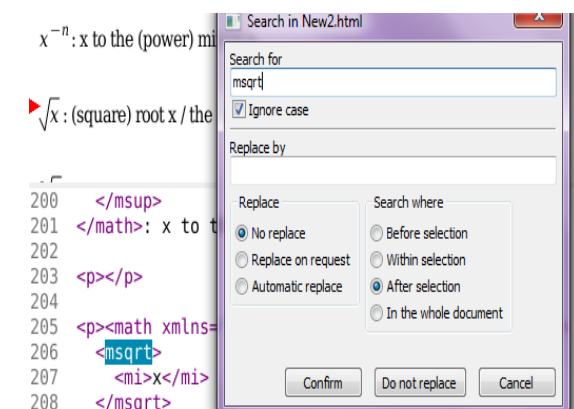 x⁻ⁿ: x to the (power) mi
√x : (square) root x / the
200 </msup>
201 </math>: x to t
202
203 <p></p>
204
205 <p><math xmlns=
206 <msqrt>
207 <mi>x</mi>
208 </msqrt>
Search in New2.html
X
Search for
msqrt
Ignore case
Replace by
Replace
No replace
Replace on request
Automatic replace
Search where
Before selection
Within selection
After selection
In the whole document
Confirm Do not replace Cancel